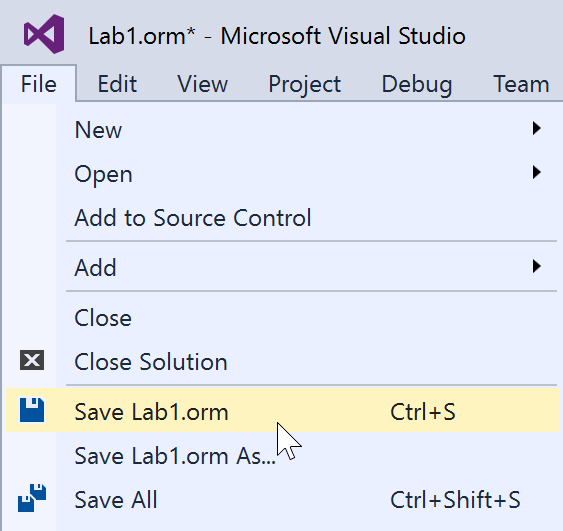 Lab1.orm* - Microsoft Visual Studio
File Edit View Project Debug Team
New
Open
Add to Source Control
Add
Close
Close Solution
Save Lab1.orm Ctrl+S
Save Lab1.orm As...
Save All Ctrl+Shift+S